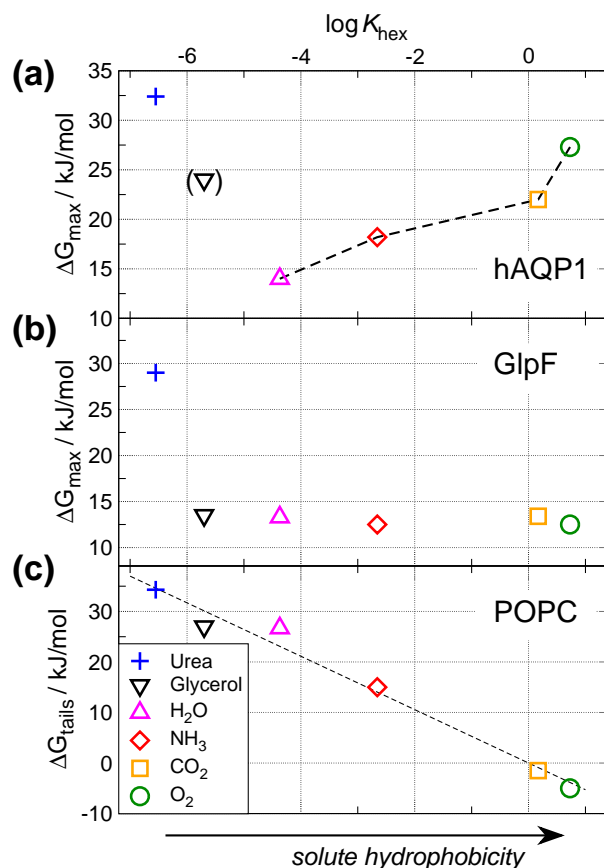 log K_hex
-6 -4 -2 0
(a)
35
30
25
20
15
10
ΔG_max / kJ/mol
( )
hAQP1
(b)
30
25
20
15
10
ΔG_max / kJ/mol
GlpF
(c)
30
20
10
0
-10
ΔG_tails / kJ/mol
POPC
Urea
Glycerol
H₂O
NH₃
CO₂
O₂
solute hydrophobicity